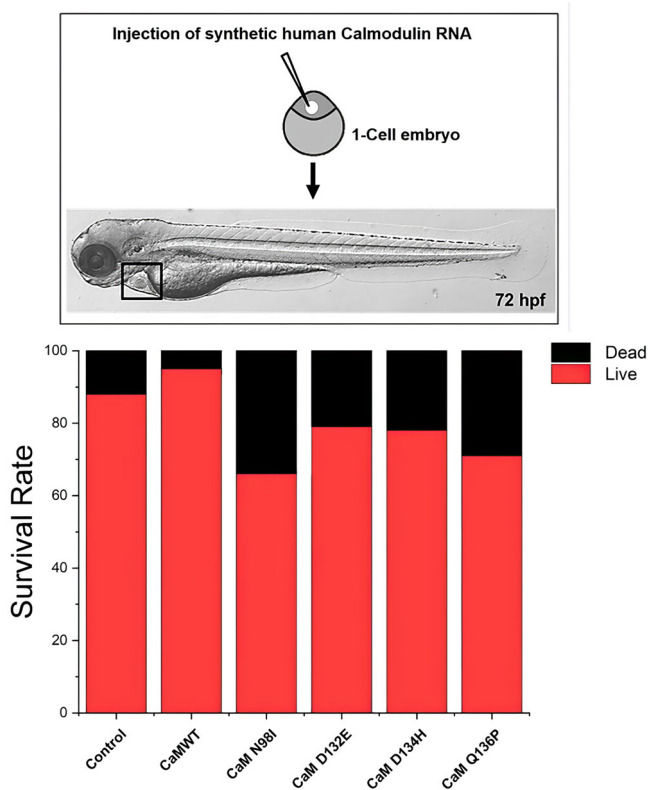 Injection of synthetic human Calmodulin RNA
1-Cell embryo
72 hpf
Dead
Live
Survival Rate
100
80
60
40
20
0
Control
CaMWT
CaM N98I
CaM D132E
CaM D134H
CaM Q136P